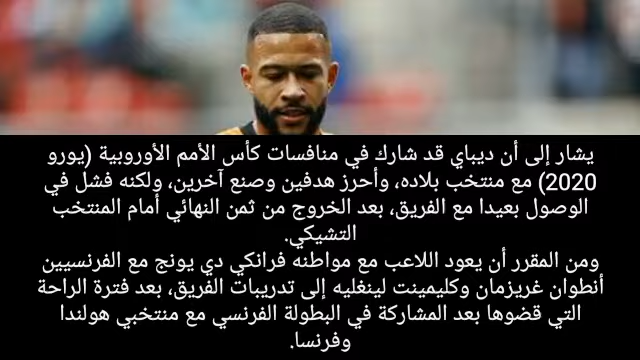 يشار إلى أن ديباي قد شارك في منافسات كأس الأمم الأوروبية (يورو
2020) مع منتخب بلاده، وأحرز هدفين وصنع آخرين، ولكنه فشل في
الوصول بعيدا مع الفريق، بعد الخروج من ثمن النهائي أمام المنتخب
التشيكي.
ومن المقرر أن يعود اللاعب مع مواطنه فرانكي دي يونج مع الفرنسيين
أنطوان غريزمان وكليمينت لينغليه إلى تدريبات الفريق، بعد فترة الراحة
التي قضوها بعد المشاركة في البطولة الفرنسي مع منتخبي هولندا
وفرنسا.